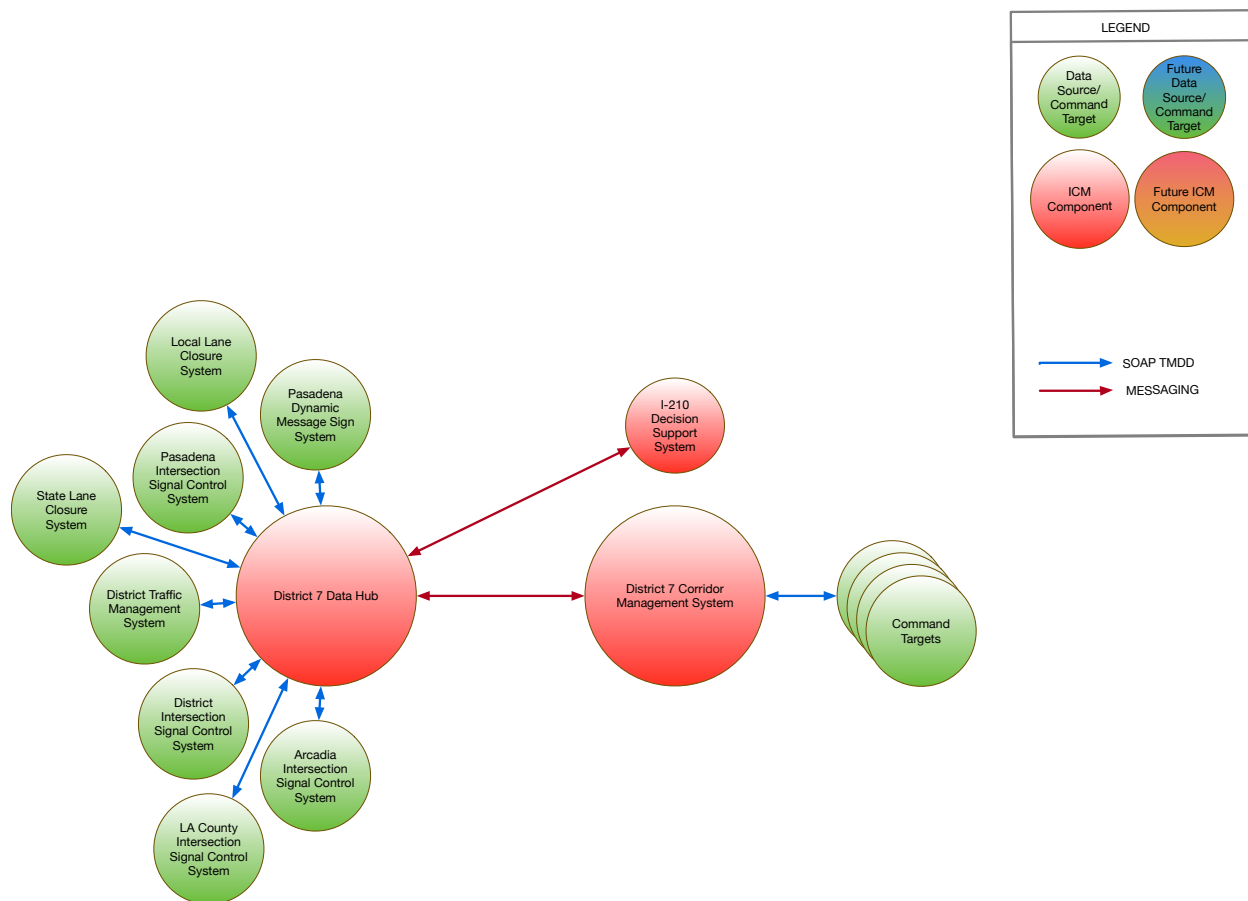 LEGEND
Data
Source/
Command
Target
Future
Data
Source/
Command
Target
ICM
Component
Future ICM
Component
SOAP TMDD
MESSAGING
Local Lane
Closure
System
Pasadena
Dynamic
Message Sign
System
Pasadena
Intersection
Signal Control
System
State Lane
Closure
System
District Traffic
Management
System
District
Intersection
Signal Control
System
LA County
Intersection
Signal Control
System
Arcadia
Intersection
Signal Control
System
District 7 Data Hub
I-210
Decision
Support
System
District 7 Corridor
Management System
Command
Targets